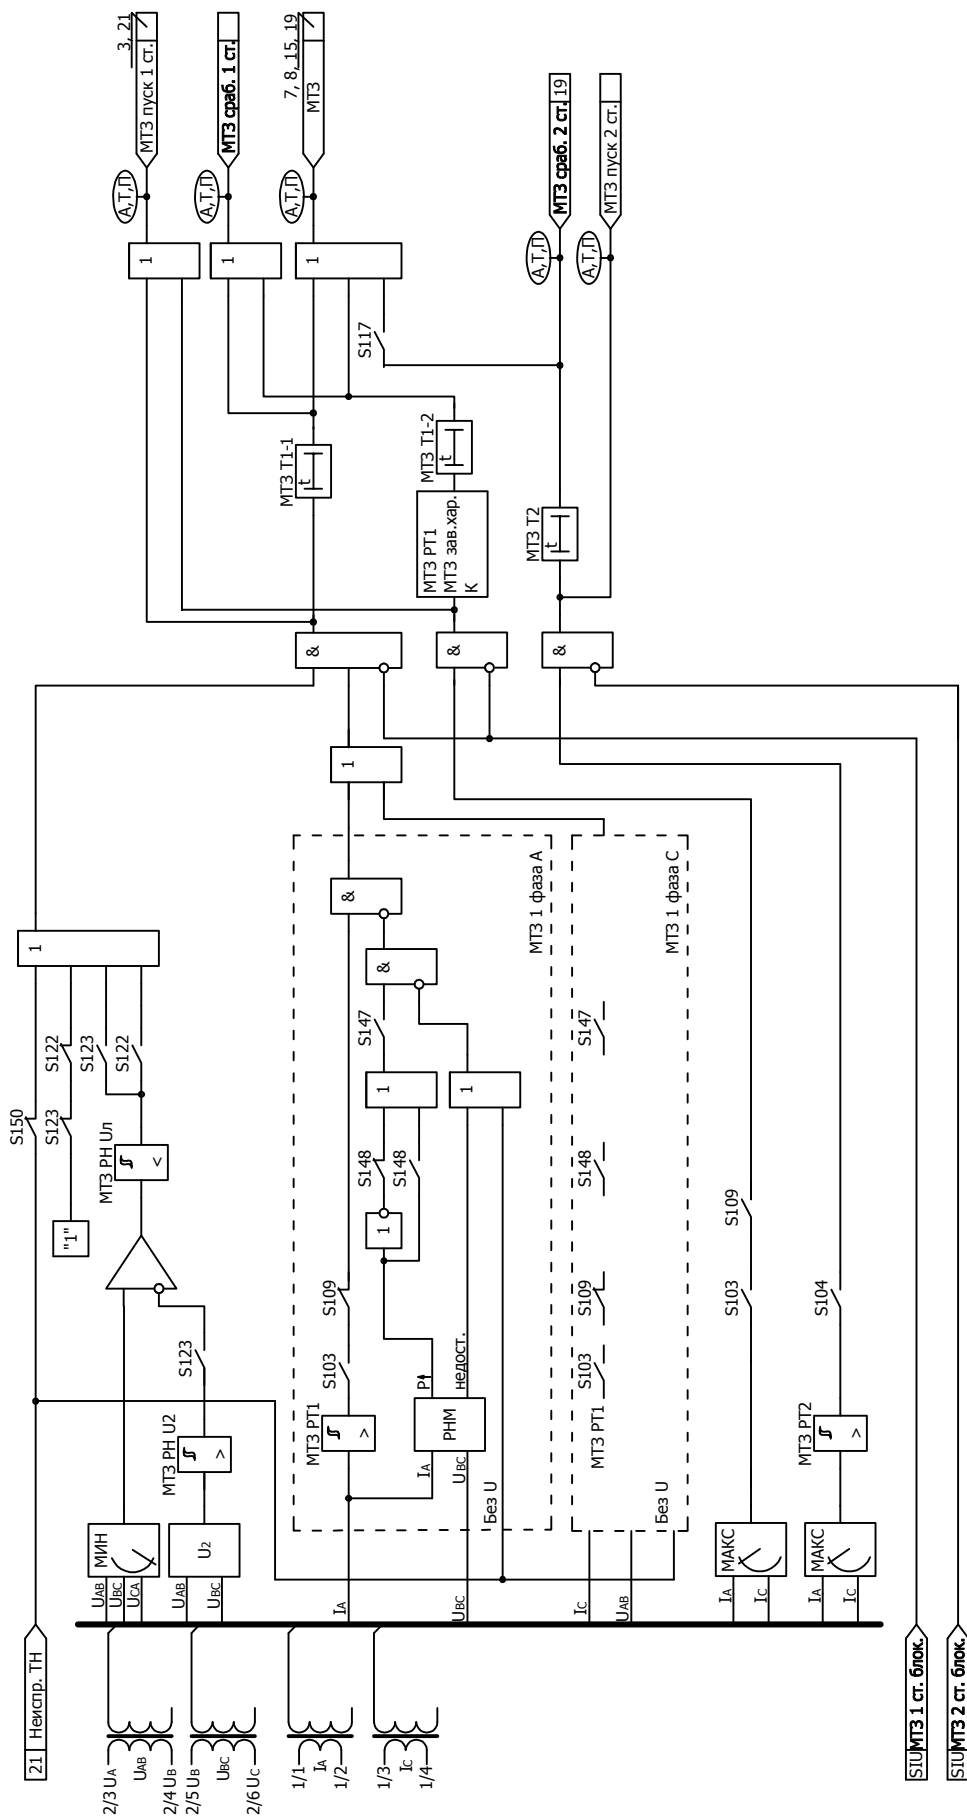 21 Неиспр. ТН
2/3 UA
UAB
2/4 UB
2/5 UB
UBC
2/6 UC
1/1
IA
1/2
1/3
IC
1/4
SIU МТЗ 1 ст. блок.
SIU МТЗ 2 ст. блок.
UAB
UBC
UCA
МИН
UAB
UBC
U2
IA
UBC
IC
UAB
IA
IC
МАКС
IA
IC
МАКС
МТЗ РН U2
>
S123
МТЗ РН Uл
<
"1"
S150
S123
S122
S123
S122
1
Без U
МТЗ РТ1
>
S103
S109
IA
UBC
РНМ
P
недост.
1
S148
S148
1
1
S147
&
&
МТЗ 1 фаза А
Без U
МТЗ РТ1
S103
S109
S148
S147
МТЗ 1 фаза С
S103
S109
МТЗ РТ2
>
S104
1
&
&
&
МТЗ РТ1
МТЗ зав.хар.
К
t
МТЗ Т1-1
t
МТЗ Т1-2
t
МТЗ Т2
S117
1
1
1
А,Т,П
А,Т,П
А,Т,П
А,Т,П
А,Т,П
МТЗ пуск 1 ст.
3, 21
МТЗ сраб. 1 ст.
МТЗ
7, 8, 15, 19
МТЗ сраб. 2 ст. 19
МТЗ пуск 2 ст.